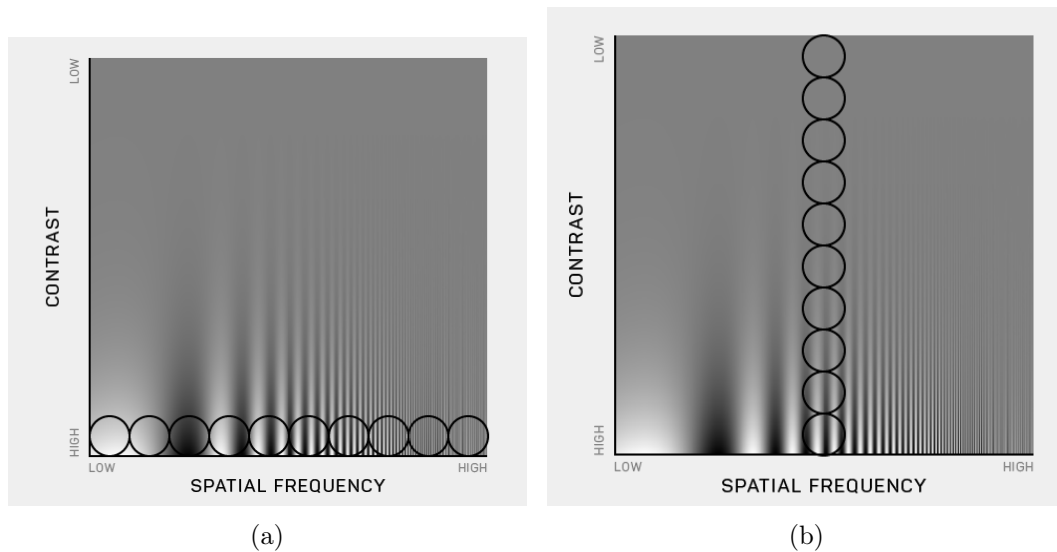 LOW
CONTRAST
HIGH
LOW
HIGH
SPATIAL FREQUENCY
(a)
LOW
CONTRAST
HIGH
LOW
HIGH
SPATIAL FREQUENCY
(b)